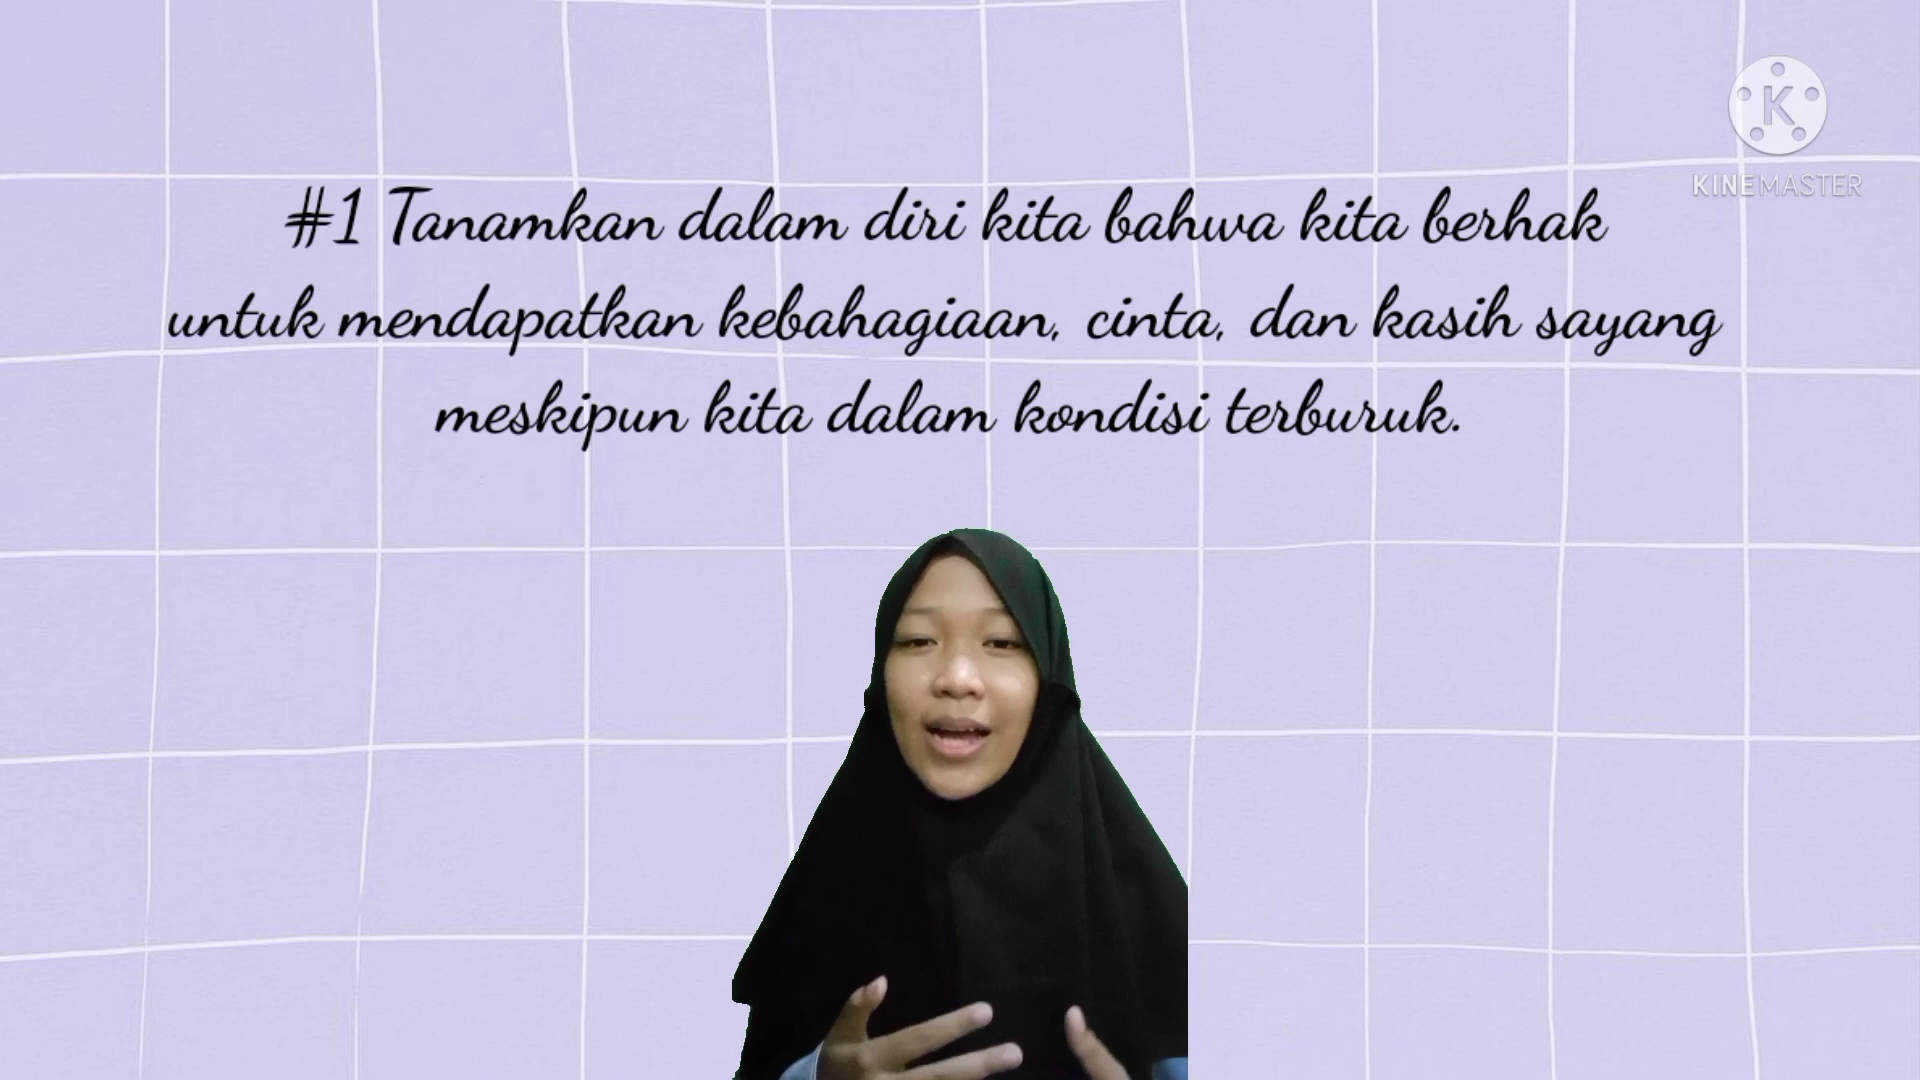 K
KINEMASTER
#1 Tanamkan dalam diri kita bahwa kita berhak
untuk mendapatkan kebahagiaan, cinta, dan kasih sayang
meskipun kita dalam kondisi terburuk.